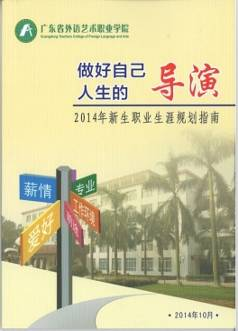 广东省外语艺术职业学院
Guangdong Teachers College of Foreign Language and Arts
做好自己
人生的
导演
2014年新生职业生涯规划指南
薪情
专业
工作环境
爱好
·2014年10月·